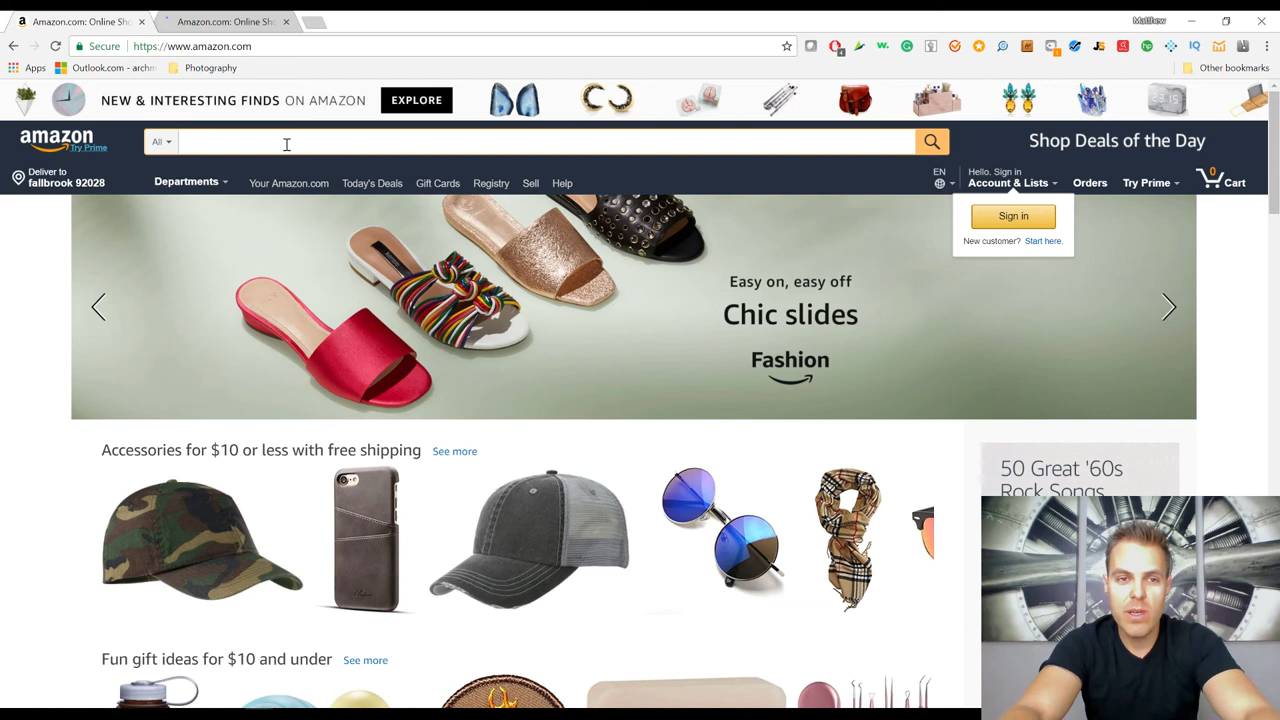 Amazon.com: Online Sho
Amazon.com: Online Sho
Matthew
Secure
https://www.amazon.com
Apps
Outlook.com - archm
Photography
Other bookmarks
NEW & INTERESTING FINDS ON AMAZON
EXPLORE
amazon
Try Prime
All
Shop Deals of the Day
Deliver to
fallbrook 92028
Departments
Your Amazon.com
Today's Deals
Gift Cards
Registry
Sell
Help
EN
Hello. Sign in
Account & Lists
Orders
Try Prime
0
Cart
Sign in
New customer? Start here.
Easy on, easy off
Chic slides
Fashion
Accessories for $10 or less with free shipping
See more
50 Great '60s
Rock Songs
Fun gift ideas for $10 and under
See more